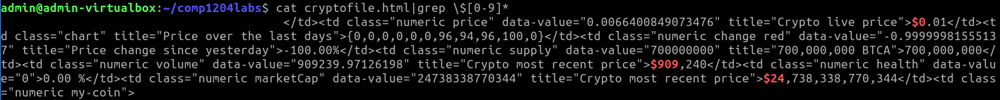 admin@admin-virtualbox:~/comp1204labs$ cat cryptofile.html|grep \$[0-9]*
</td><td class="numeric price" data-value="0.0066400849073476" title="Crypto live price">$0.01</td><t
d class="chart" title="Price over the last days">{0,0,0,0,0,0,96,94,96,100,0}</td><td class="numeric change red" data-value="-0.9999998155513
7" title="Price change since yesterday">-100.00%</td><td class="numeric supply" data-value="700000000" title="700,000,000 BTCA">700,000,000</
td><td class="numeric volume" data-value="909239.97126198" title="Crypto most recent price">$909,240</td><td class="numeric health" data-valu
e="0">0.00 %</td><td class="numeric marketCap" data-value="24738338770344" title="Crypto most recent price">$24,738,338,770,344</td><td class
="numeric my-coin">